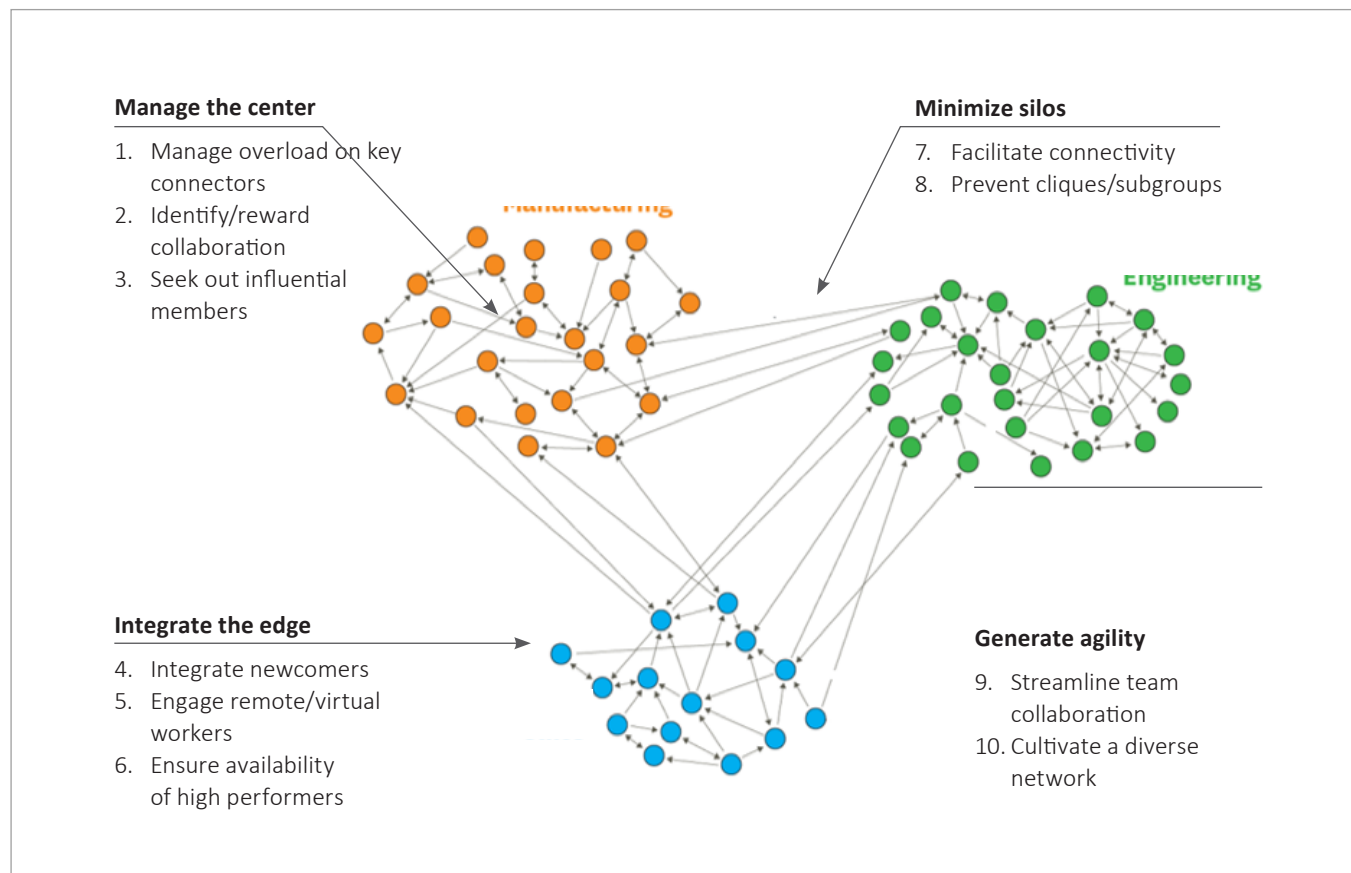 Manage the center
1. Manage overload on key
connectors
2. Identify/reward
collaboration
3. Seek out influential
members
Minimize silos
7. Facilitate connectivity
8. Prevent cliques/subgroups
Manufacturing
Engineering
Integrate the edge
4. Integrate newcomers
5. Engage remote/virtual
workers
6. Ensure availability
of high performers
Generate agility
9. Streamline team
collaboration
10. Cultivate a diverse
network